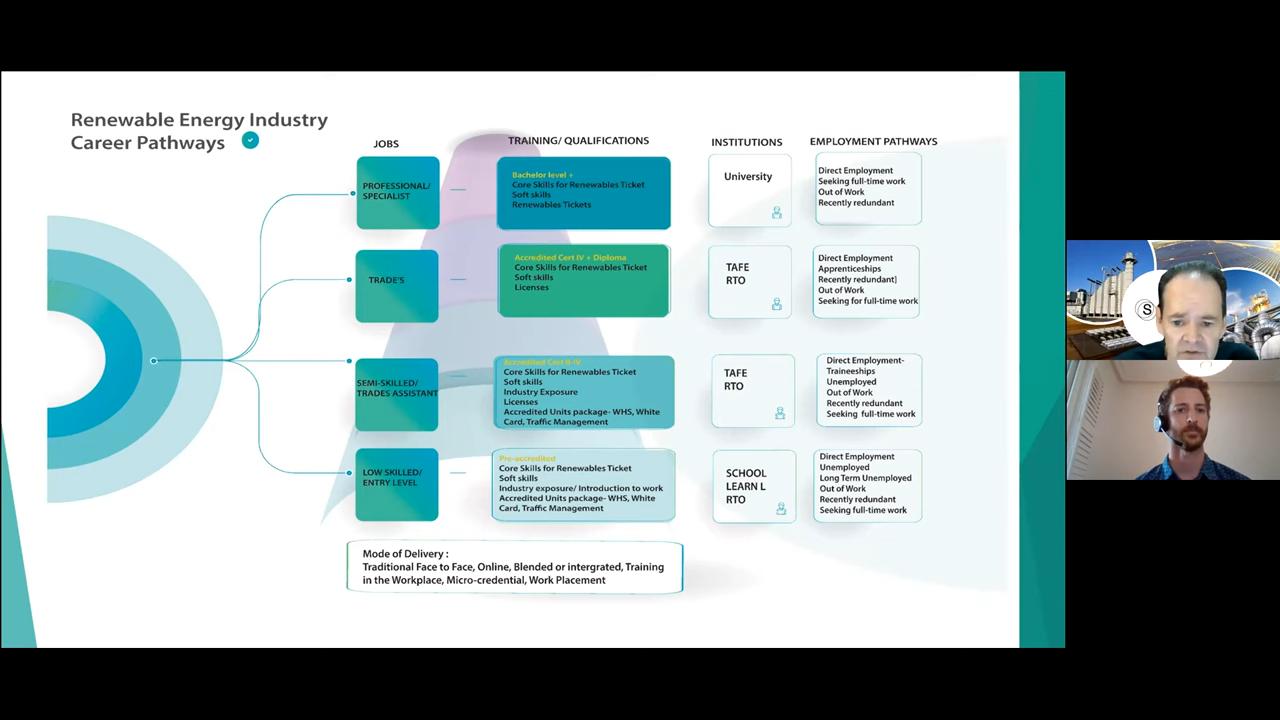 Renewable Energy Industry
Career Pathways
JOBS
TRAINING/ QUALIFICATIONS
INSTITUTIONS
EMPLOYMENT PATHWAYS
PROFESSIONAL/
SPECIALIST
Bachelor level +
Core Skills for Renewables Ticket
Soft skills
Renewables Tickets
University
Direct Employment
Seeking full-time work
Out of Work
Recently redundant
TRADE'S
Accredited Cert IV + Diploma
Core Skills for Renewables Ticket
Soft skills
Licenses
TAFE
RTO
Direct Employment
Apprenticeships
Recently redundant]
Out of Work
Seeking for full-time work
SEMI-SKILLED/
TRADES ASSISTANT
Accredited Cert II-IV
Core Skills for Renewables Ticket
Soft skills
Industry Exposure
Licenses
Accredited Units package- WHS, White
Card, Traffic Management
TAFE
RTO
Direct Employment-
Traineeships
Unemployed
Out of Work
Recently redundant
Seeking full-time work
LOW SKILLED/
ENTRY LEVEL
Pre-accredited
Core Skills for Renewables Ticket
Soft skills
Industry exposure/ Introduction to work
Accredited Units package- WHS, White
Card, Traffic Management
SCHOOL
LEARN L
RTO
Direct Employment
Unemployed
Long Term Unemployed
Out of Work
Recently redundant
Seeking full-time work
Mode of Delivery :
Traditional Face to Face, Online, Blended or intergrated, Training
in the Workplace, Micro-credential, Work Placement
S